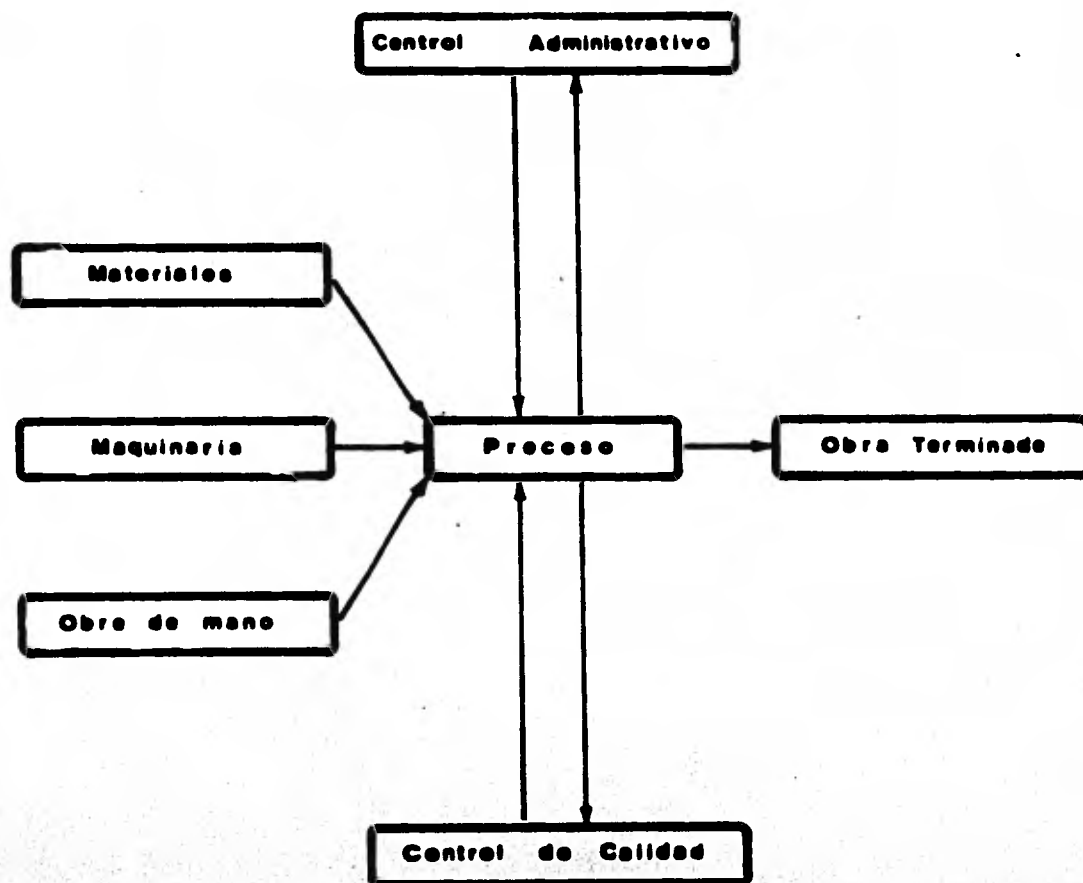 Control Administrativo
Materiales
Maquinaria
Proceso
Obra Terminada
Obra de mano
Control de Calidad